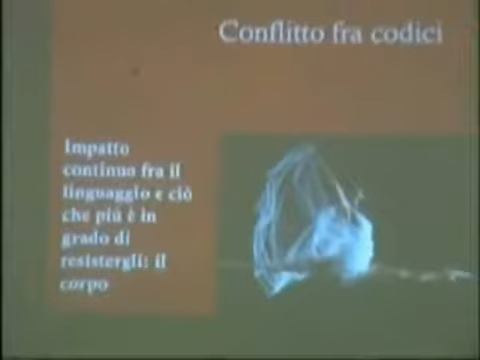 Conflitto fra codici
Impatto
continuo fra il
linguaggio e ciò
che più è in
grado di
resistergli: il
corpo